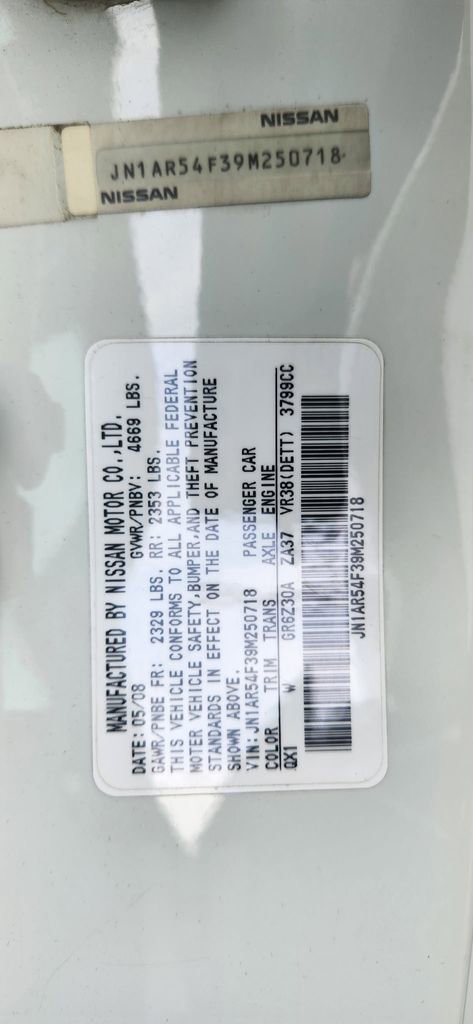 NISSAN
JN1AR54F39M250718
NISSAN
MANUFACTURED BY NISSAN MOTOR CO.,LTD.
DATE: 05/08 GVWR/PNBV: 4669 LBS.
GAWR/PNBE FR: 2329 LBS. RR: 2353 LBS.
THIS VEHICLE CONFORMS TO ALL APPLICABLE FEDERAL
MOTER VEHICLE SAFETY,BUMPER,AND THEFT PREVENTION
STANDARDS IN EFFECT ON THE DATE OF MANUFACTURE
SHOWN ABOVE.
VIN:JN1AR54F39M250718 PASSENGER CAR
COLOR TRIM TRANS AXLE ENGINE
QX1 W GR6Z30A ZA37 VR38(DETT) 3799CC
JN1AR54F39M250718